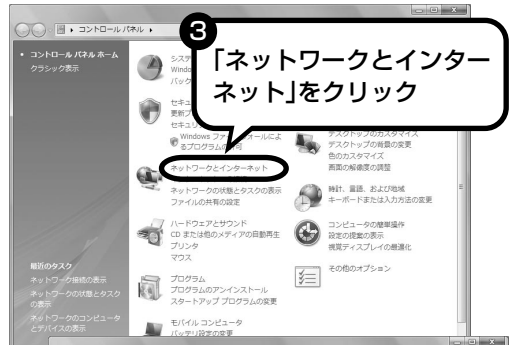 コントロール パネル
3
「ネットワークとインター
ネット」をクリック
コントロール パネル ホーム
クラシック表示
システ
Windo
バック
セキュ
更新プ
セキュリ
Windows ファイアウォールによ
るプログラムの許可
ネットワークとインターネット
ネットワークの状態とタスクの表示
ファイルの共有の設定
ハードウェアとサウンド
CD または他のメディアの自動再生
プリンタ
マウス
プログラム
プログラムのアンインストール
スタートアップ プログラムの変更
モバイル コンピュータ
バッテリ設定の変更
デスクトップのカスタマイズ
デスクトップの背景の変更
色のカスタマイズ
画面の解像度の調整
時計、言語、および地域
キーボードまたは入力方法の変更
コンピュータの簡単操作
設定の提案の表示
視覚ディスプレイの最適化
その他のオプション
最近のタスク
ネットワーク接続の表示
ネットワークの状態とタスク
の表示
ネットワークのコンピュータ
とデバイスの表示